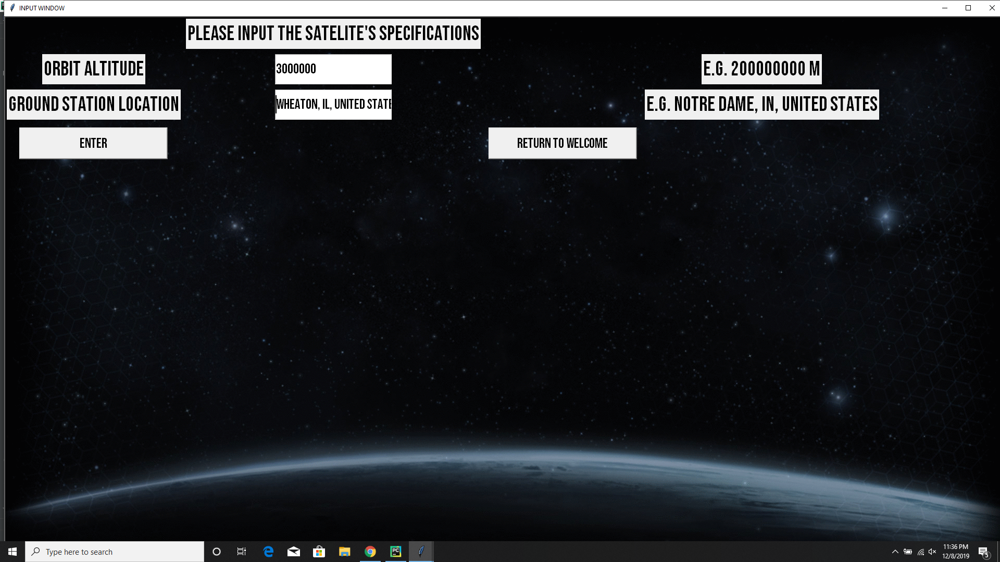 INPUT WINDOW
PLEASE INPUT THE SATELITE'S SPECIFICATIONS
ORBIT ALTITUDE 3000000 E.G. 200000000 M
GROUND STATION LOCATION WHEATON, IL, UNITED STATE E.G. NOTRE DAME, IN, UNITED STATES
ENTER RETURN TO WELCOME
Type here to search
PC
11:36 PM
12/8/2019
5